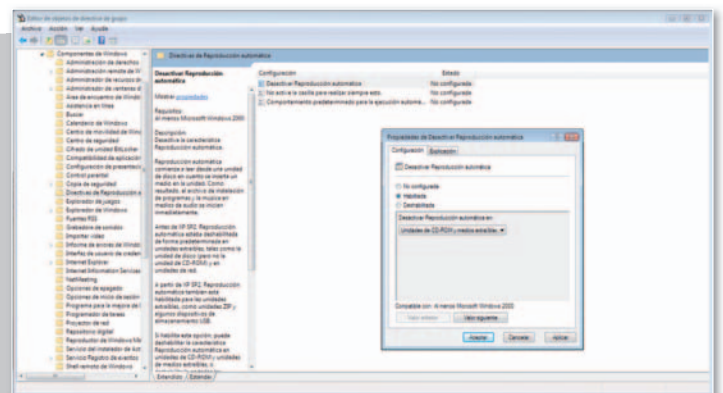 Editor de objetos de directiva de grupo
Archivo Acción Ver Ayuda
Componentes de Windows
Administración de derechos
Administración remota de W
Administrador de recursos de
Administrador de ventanas d
Área de encuentro de Windo
Asistencia en línea
Buscar
Calendario de Windows
Centro de movilidad de Wind
Centro de seguridad
Cifrado de unidad BitLocker
Compatibilidad de aplicación
Configuración de presentaci
Control parental
Copia de seguridad
Directivas de Reproducción a
Explorador de juegos
Explorador de Windows
Fuentes RSS
Grabadora de sonidos
Importar vídeo
Informe de errores de Windo
Interfaz de usuario de creden
Internet Explorer
Internet Information Services
NetMeeting
Opciones de apagado
Opciones de inicio de sesión
Programa para la mejora de l
Programador de tareas
Proyector de red
Repositorio digital
Reproductor de Windows Me
Servicio del instalador de Act
Servicio Registro de eventos
Shell remoto de Windows
Directivas de Reproducción automática
Desactivar Reproducción
automática
Mostrar propiedades
Requisitos:
al menos Microsoft Windows 2000
Descripción:
Desactiva la característica
Reproducción automática.
Reproducción automática
comienza a leer desde una unidad
de disco en cuanto se inserta un
medio en la unidad. Como
resultado, el archivo de instalación
de programas y la música en
medios de audio se inician
inmediatamente.
Antes de XP SP2, Reproducción
automática estaba deshabilitada
de forma predeterminada en
unidades extraíbles, tales como la
unidad de disco (pero no la
unidad de CD-ROM) y en
unidades de red.
A partir de XP SP2, Reproducción
automática también está
habilitada para las unidades
extraíbles, como unidades ZIP y
algunos dispositivos de
almacenamiento USB.
Si habilita esta opción, puede
deshabilitar la característica
Reproducción automática en
unidades de CD-ROM y unidades
de medios extraíbles, o
Extendido Estándar
Configuración Estado
Desactivar Reproducción automática No configurada
No active la casilla para realizar siempre esto. No configurada
Comportamiento predeterminado para la ejecución automá... No configurada
Propiedades de Desactivar Reproducción automática
Configuración Explicación
Desactivar Reproducción automática
No configurada
Habilitada
Deshabilitada
Desactivar Reproducción automática en:
Unidades de CD-ROM y medios extraíbles
Compatible con: Al menos Microsoft Windows 2000
Valor anterior Valor siguiente
Aceptar Cancelar Aplicar